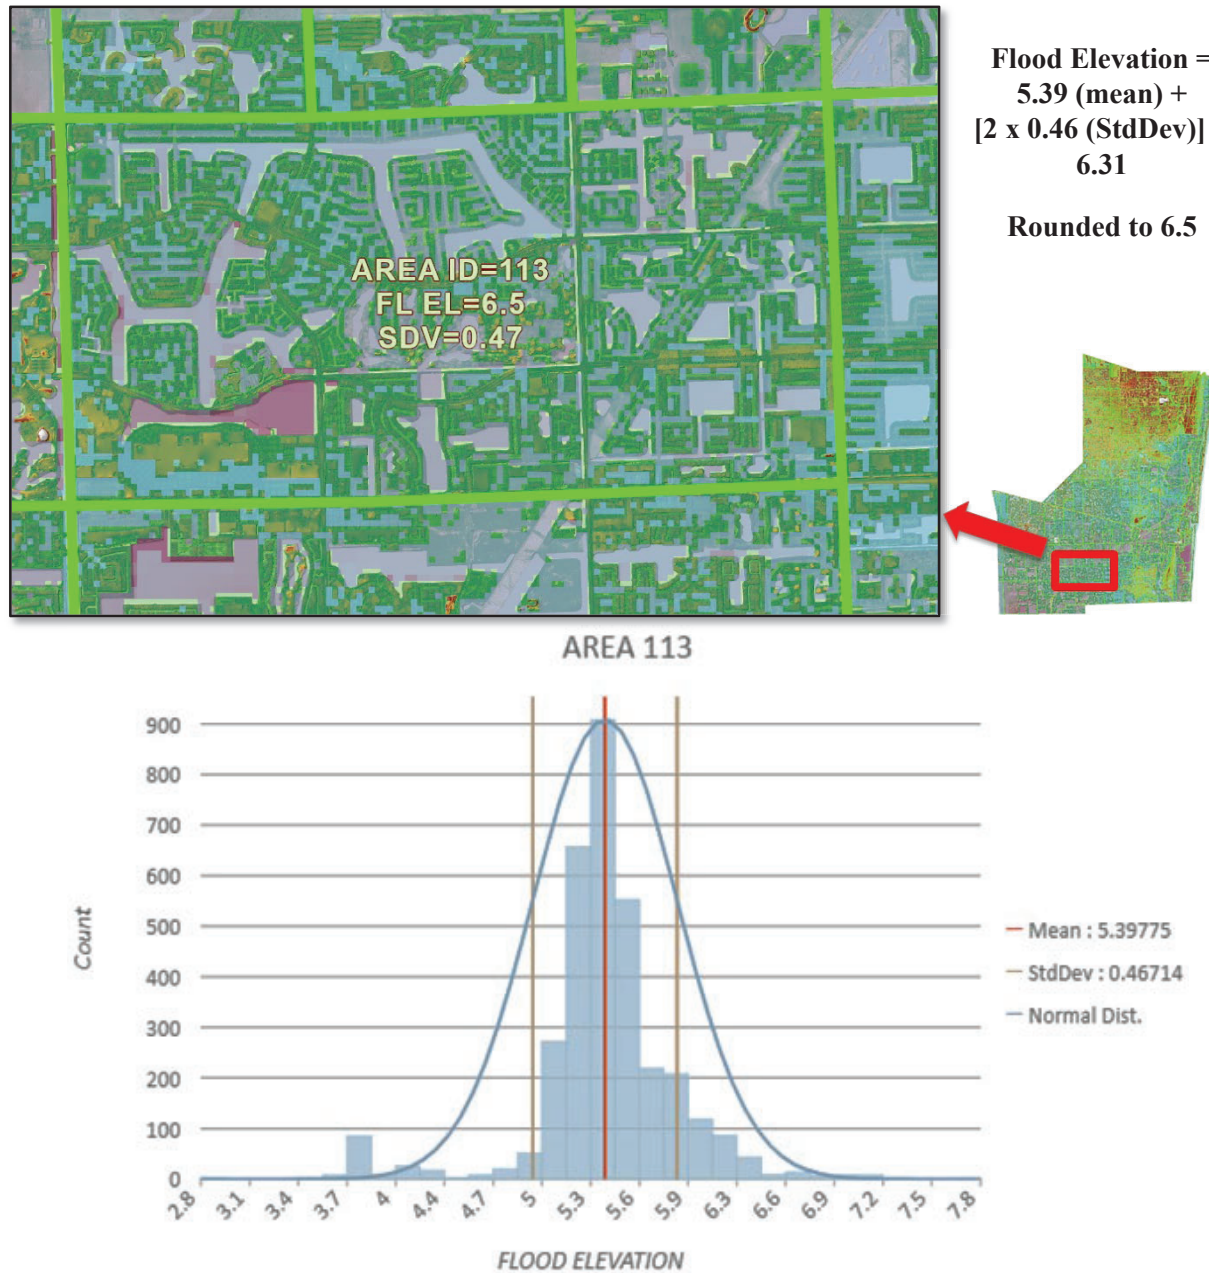 Flood Elevation =
5.39 (mean) +
[2 x 0.46 (StdDev)]
6.31
Rounded to 6.5
AREA ID=113
FL EL=6.5
SDV=0.47
AREA 113
900
800
700
600
500
400
300
200
100
0
Count
Mean : 5.39775
StdDev : 0.46714
Normal Dist.
2.8 3.1 3.4 3.7 4 4.4 4.7 5 5.3 5.6 5.9 6.3 6.6 6.9 7.2 7.5 7.8
FLOOD ELEVATION